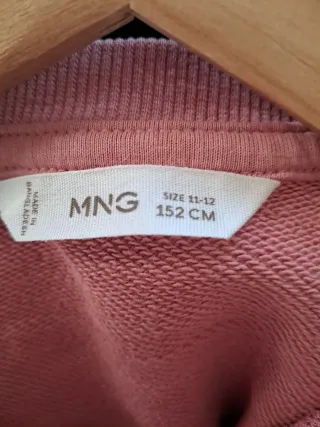 MADE IN
BANGLADESH
MNG
SIZE 11-12
152 CM